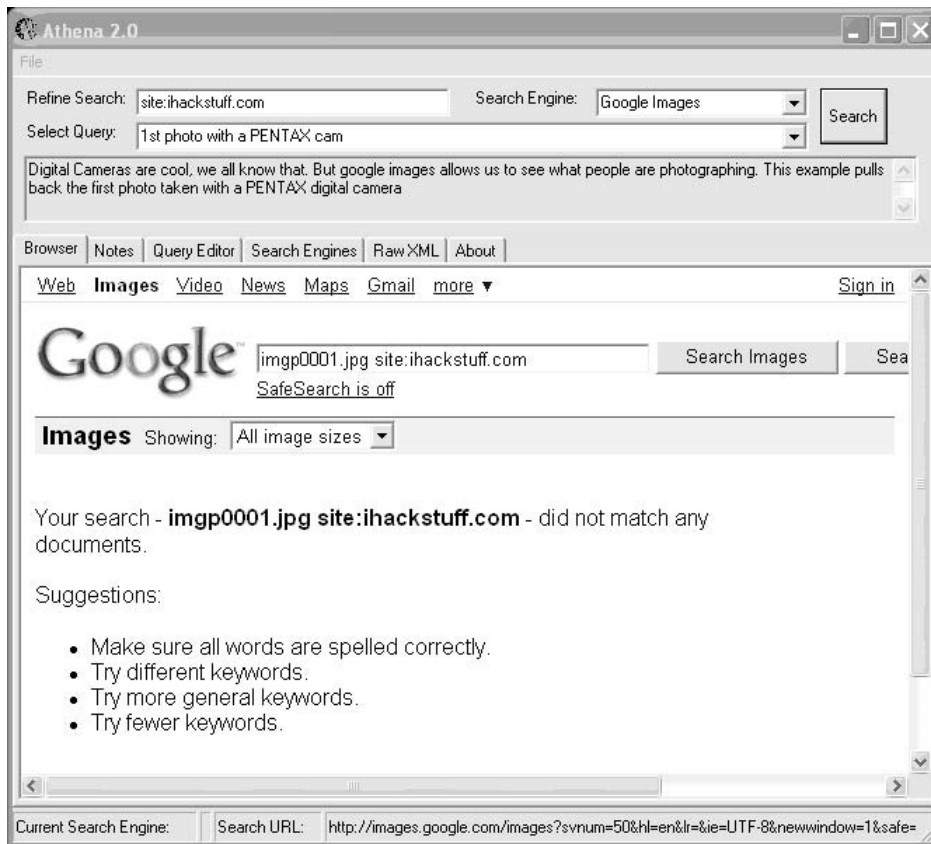 Athena 2.0
File
Refine Search: site:ihackstuff.com Search Engine: Google Images Search
Select Query: 1st photo with a PENTAX cam
Digital Cameras are cool, we all know that. But google images allows us to see what people are photographing. This example pulls
back the first photo taken with a PENTAX digital camera
Browser Notes Query Editor Search Engines Raw XML About
Web Images Video News Maps Gmail more ▼ Sign in
Google™ imgp0001.jpg site:ihackstuff.com Search Images Sea
SafeSearch is off
Images Showing: All image sizes
Your search - imgp0001.jpg site:ihackstuff.com - did not match any
documents.
Suggestions:
• Make sure all words are spelled correctly.
• Try different keywords.
• Try more general keywords.
• Try fewer keywords.
Current Search Engine: Search URL: http://images.google.com/images?svnum=50&hl=en&lr=&ie=UTF-8&newwindow=1&safe=